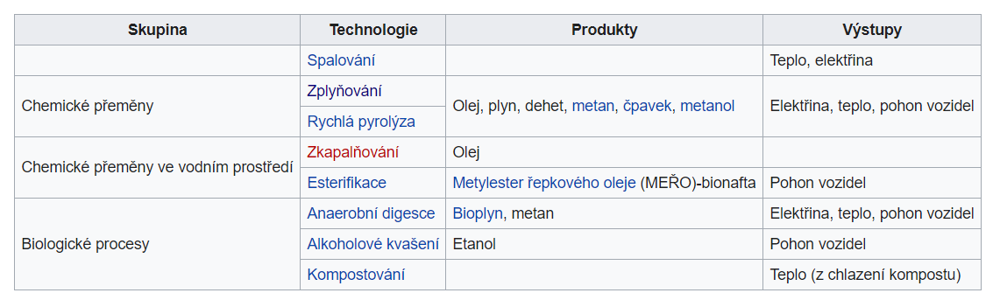 Skupina Technologie Produkty Výstupy
Spalování Teplo, elektřina
Chemické přeměny Zplyňování Olej, plyn, dehet, metan, čpavek, metanol Elektřina, teplo, pohon vozidel
Rychlá pyrolýza
Chemické přeměny ve vodním prostředí Zkapalňování Olej
Esterifikace Metylester řepkového oleje (MEŘO)-bionafta Pohon vozidel
Biologické procesy Anaerobní digesce Bioplyn, metan Elektřina, teplo, pohon vozidel
Alkoholové kvašení Etanol Pohon vozidel
Kompostování Teplo (z chlazení kompostu)